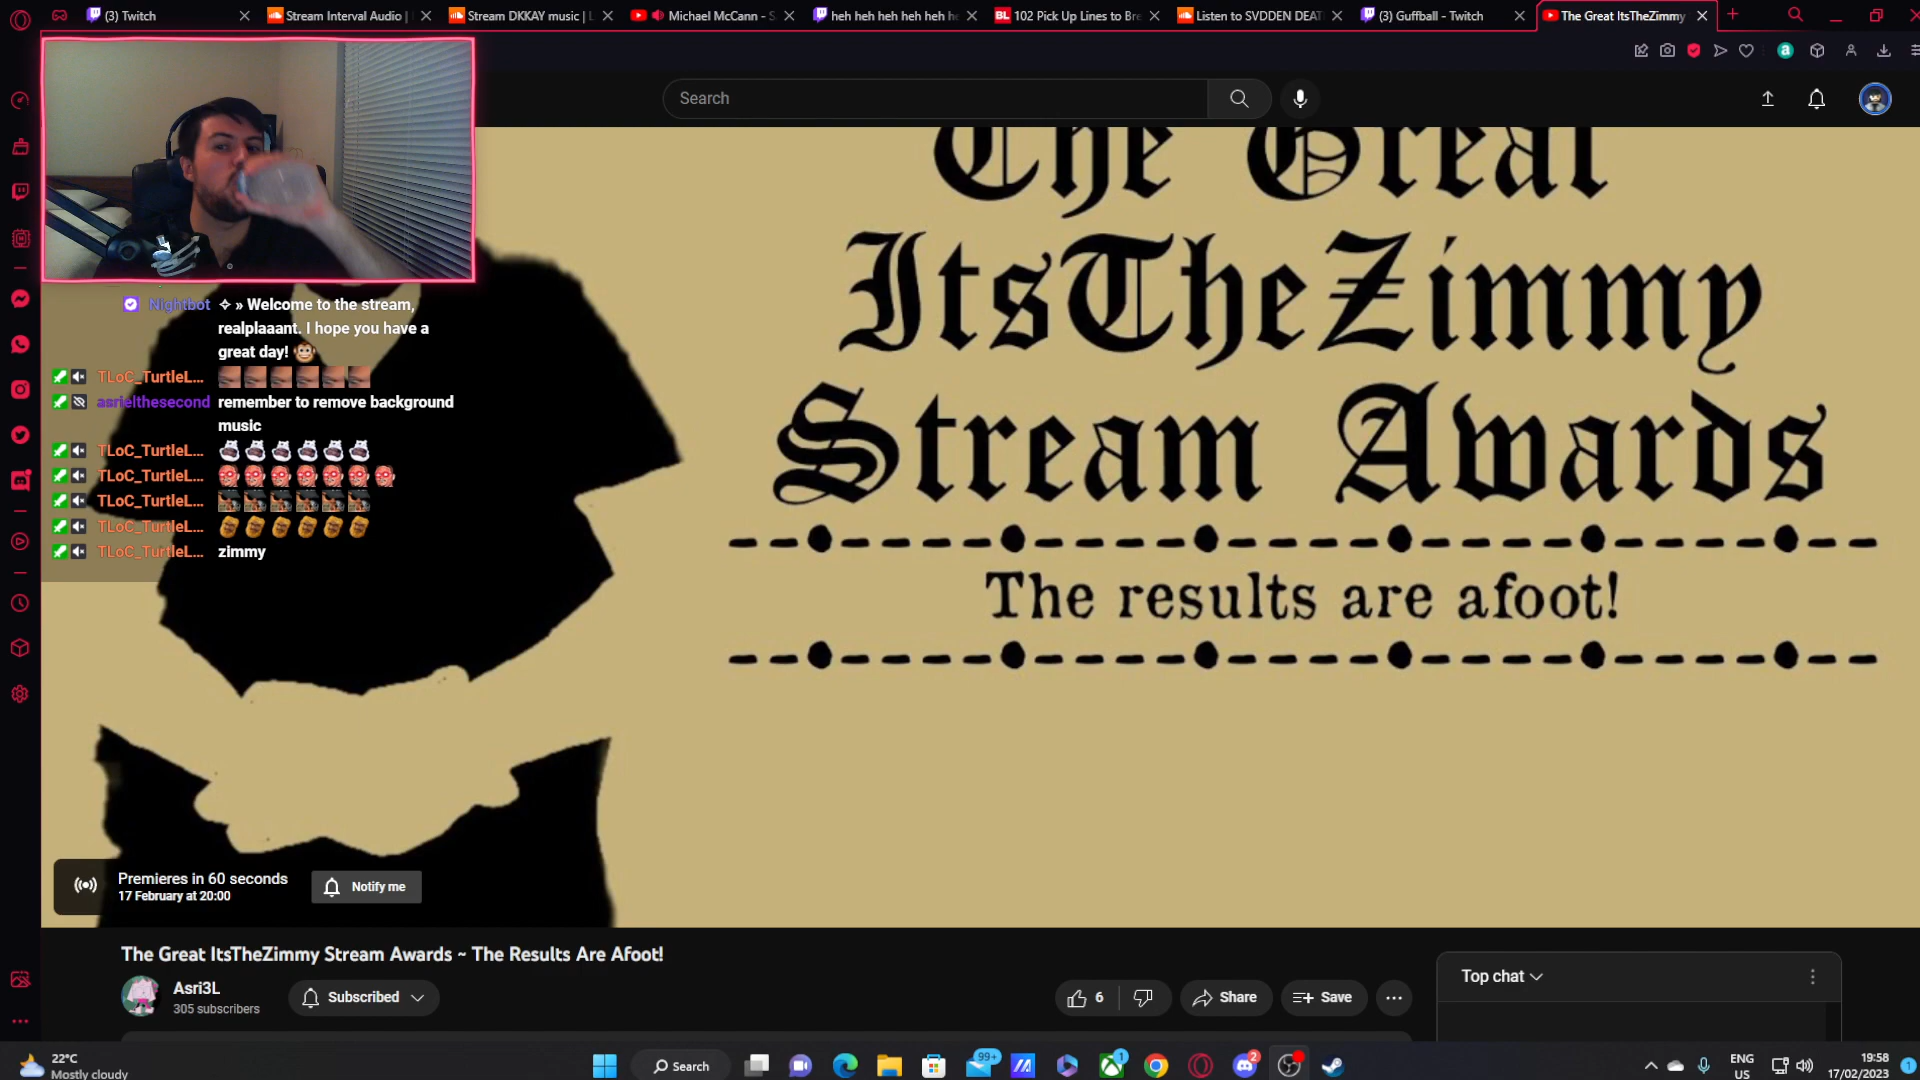 (3) Twitch
Stream Interval Audio |
Stream DKKAY music | L
Michael McCann - S
heh heh heh heh heh h
102 Pick Up Lines to Bre
Listen to SVDDEN DEAT
(3) Guffball - Twitch
The Great ItsTheZimmy
Search
The Great
ItsTheZimmy
Stream Awards
The results are afoot!
Nightbot ✧ » Welcome to the stream,
realplaaant. I hope you have a
great day!
TLoC_TurtleL...
asrielthesecond remember to remove background
music
TLoC_TurtleL...
TLoC_TurtleL...
TLoC_TurtleL...
TLoC_TurtleL...
TLoC_TurtleL... zimmy
Premieres in 60 seconds
17 February at 20:00
Notify me
The Great ItsTheZimmy Stream Awards ~ The Results Are Afoot!
Asri3L
305 subscribers
Subscribed
6
Share
Save
Top chat
22°C
Mostly cloudy
Search
99+
1
2
ENG
US
19:58
17/02/2023
1